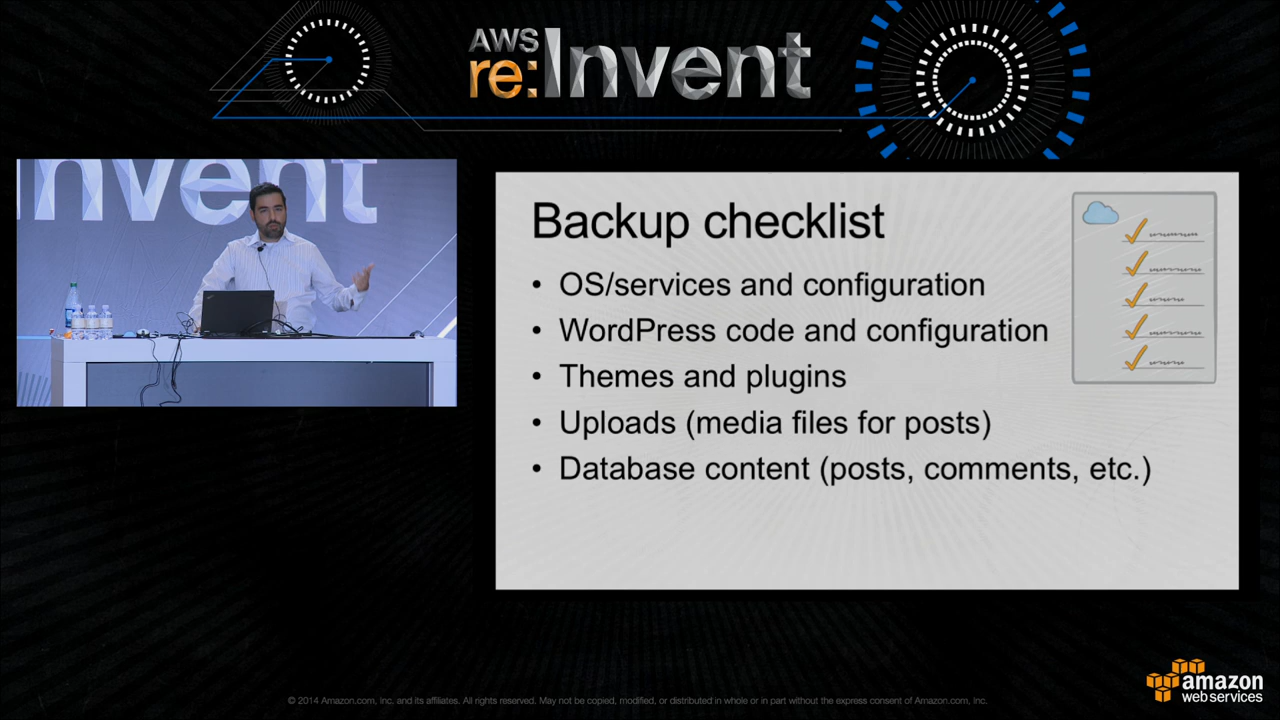 AWS
re:Invent
Invent
Backup checklist
• OS/services and configuration
• WordPress code and configuration
• Themes and plugins
• Uploads (media files for posts)
• Database content (posts, comments, etc.)
© 2014 Amazon.com, inc. and its affiliates. All rights reserved. May not be copied, modified, or distributed in whole or in part without the express consent of Amazon.com, inc.
amazon
web services